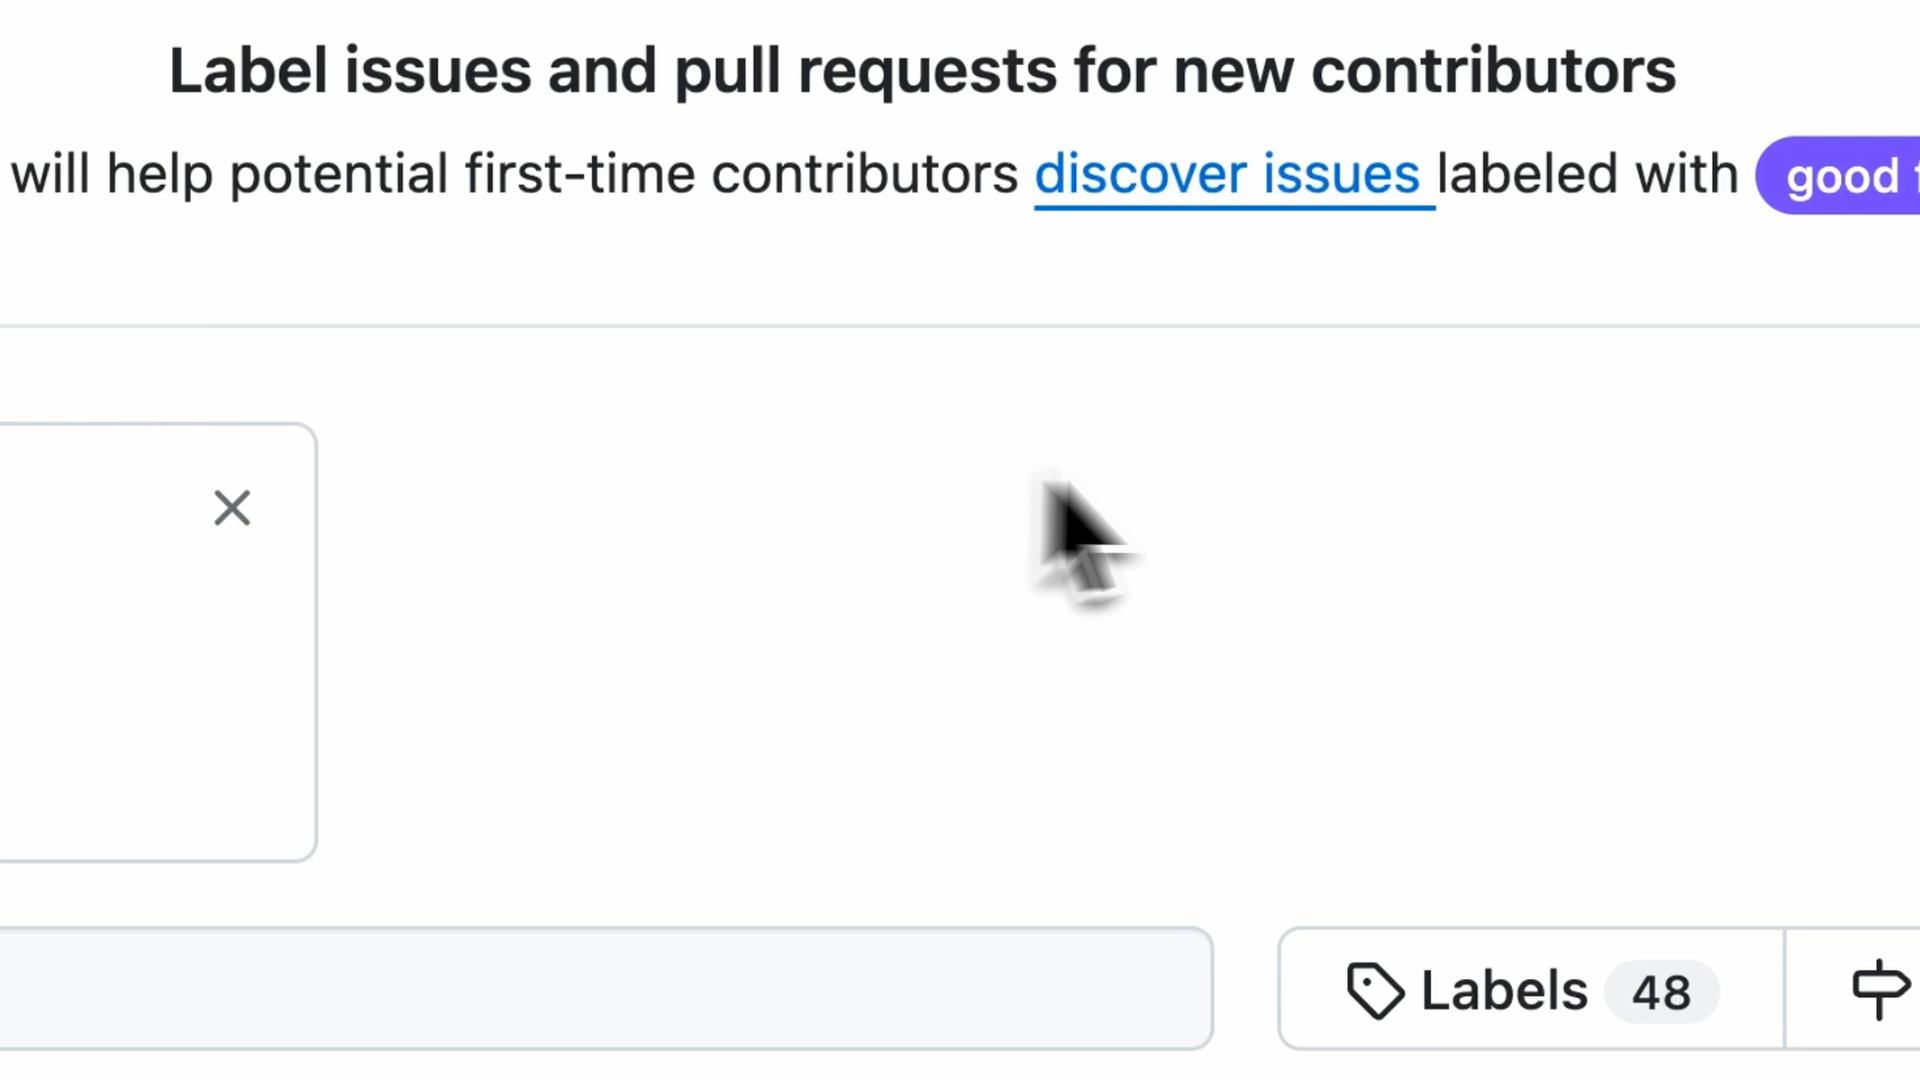 Label issues and pull requests for new contributors
will help potential first-time contributors discover issues labeled with good
Labels 48